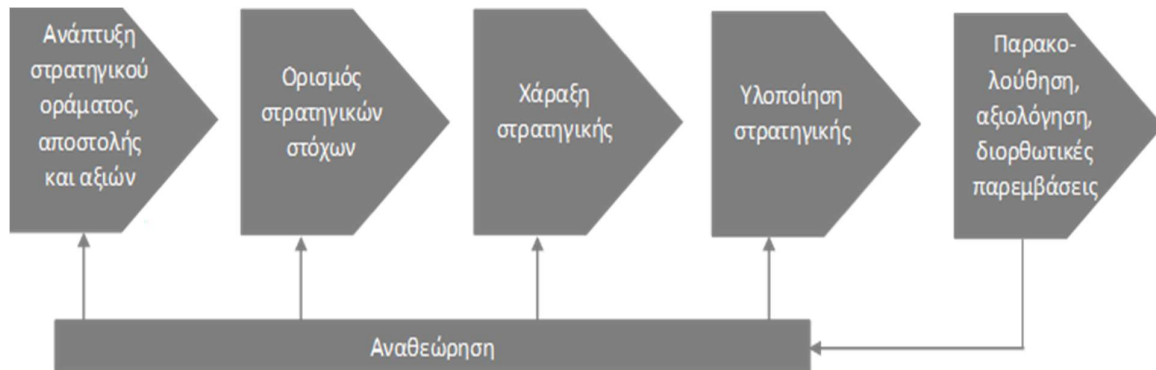 Ανάπτυξη
στρατηγικού
οράματος,
αποστολής
και αξιών
Ορισμός
στρατηγικών
στόχων
Χάραξη
στρατηγικής
Υλοποίηση
στρατηγικής
Παρακο-
λούθηση,
αξιολόγηση,
διορθωτικές
παρεμβάσεις
Αναθεώρηση